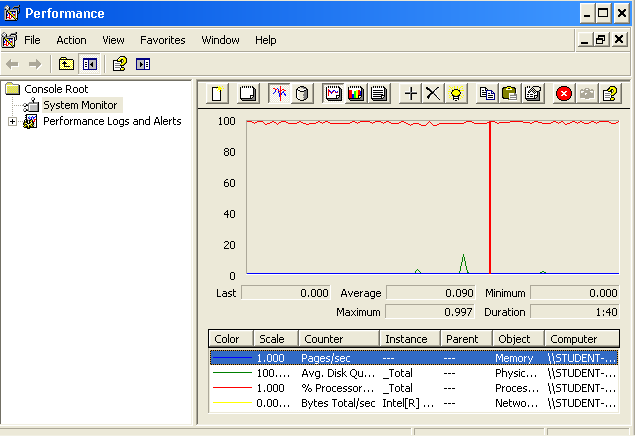 Performance
File Action View Favorites Window Help
Console Root
System Monitor
Performance Logs and Alerts
100
80
60
40
20
0
Last 0.000 Average 0.090 Minimum 0.000
Maximum 0.997 Duration 1:40
Color Scale Counter Instance Parent Object Computer
1.000 Pages/sec --- --- Memory \\STUDENT-...
100.... Avg. Disk Qu... _Total --- Physic... \\STUDENT-...
1.000 % Processor... _Total --- Proces... \\STUDENT-...
0.00... Bytes Total/sec Intel[R] ... --- Netwo... \\STUDENT-...